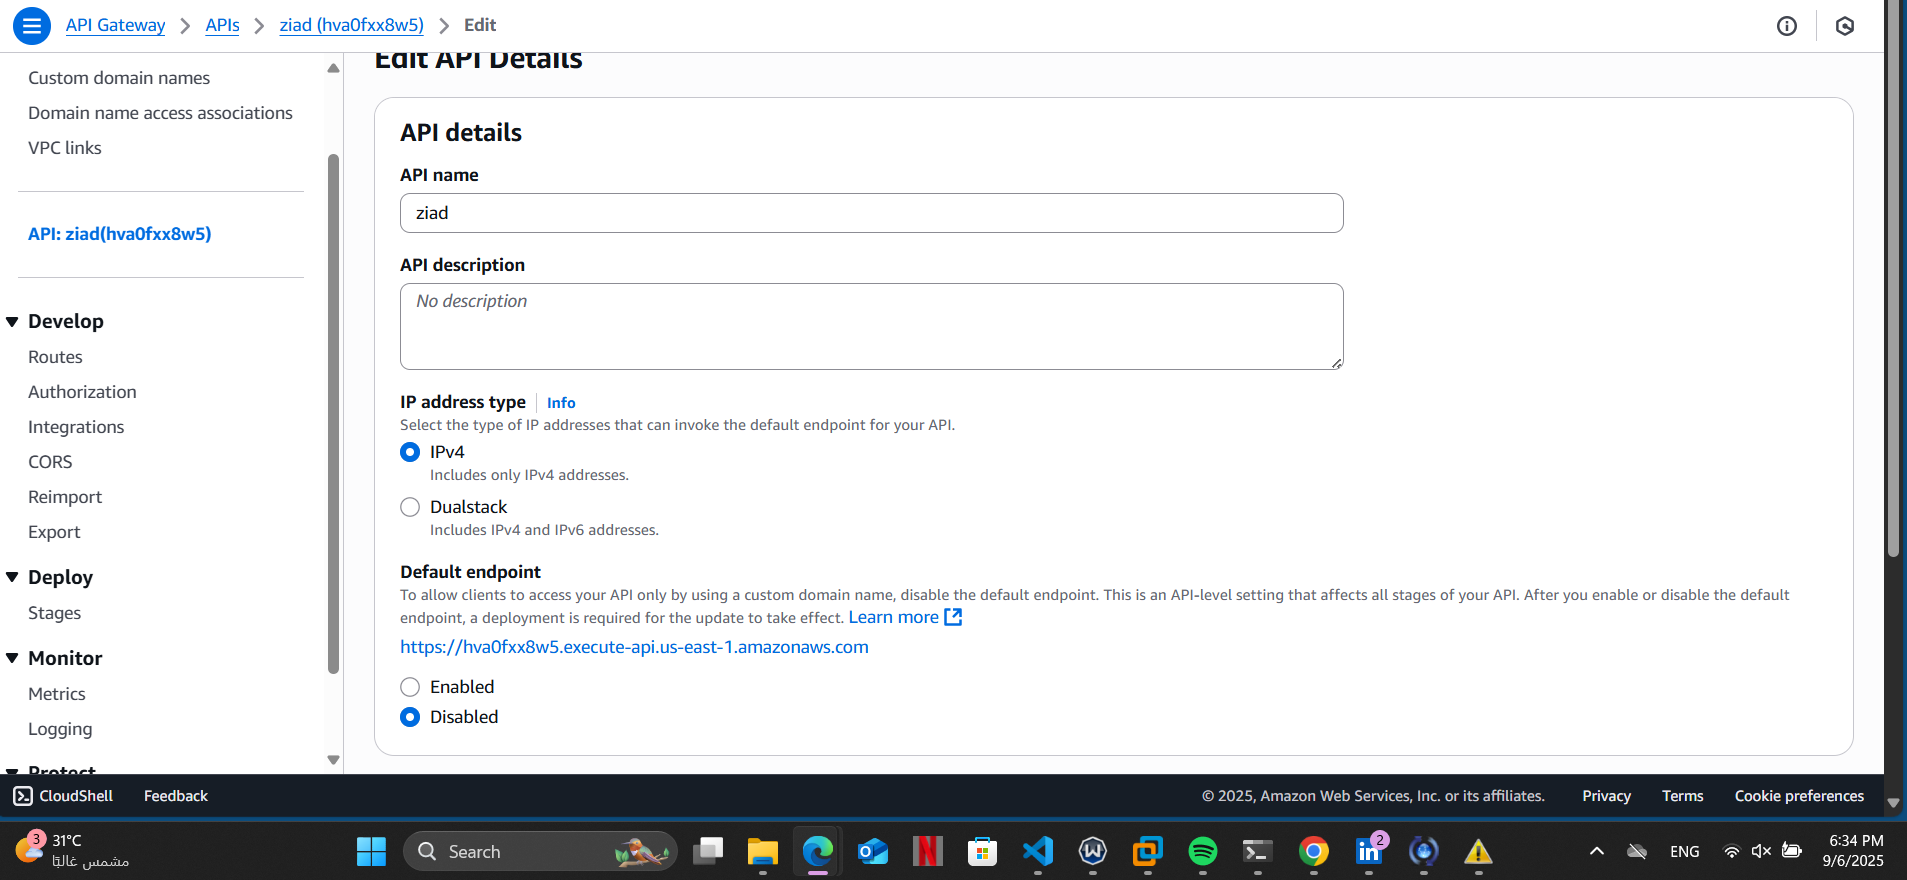 API Gateway
APIs
ziad (hva0fxx8w5)
Edit
Custom domain names
Domain name access associations
VPC links
API: ziad(hva0fxx8w5)
Develop
Routes
Authorization
Integrations
CORS
Reimport
Export
Deploy
Stages
Monitor
Metrics
Logging
Protect
Edit API Details
API details
API name
ziad
API description
No description
IP address type
Info
Select the type of IP addresses that can invoke the default endpoint for your API.
IPv4
Includes only IPv4 addresses.
Dualstack
Includes IPv4 and IPv6 addresses.
Default endpoint
To allow clients to access your API only by using a custom domain name, disable the default endpoint. This is an API-level setting that affects all stages of your API. After you enable or disable the default
endpoint, a deployment is required for the update to take effect. Learn more
https://hva0fxx8w5.execute-api.us-east-1.amazonaws.com
Enabled
Disabled
CloudShell
Feedback
© 2025, Amazon Web Services, Inc. or its affiliates.
Privacy
Terms
Cookie preferences
3
31°C
مشمس غالبًا
Search
2
ENG
6:34 PM
9/6/2025